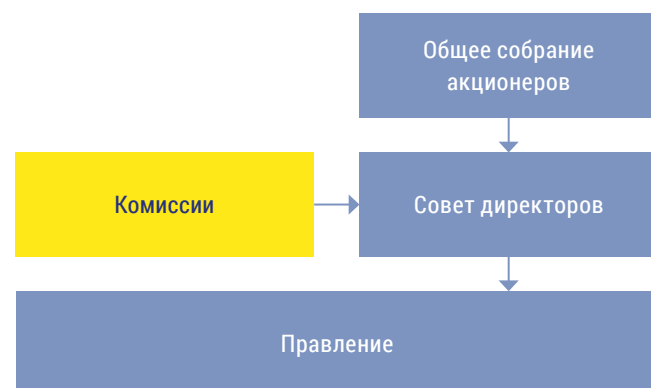 Общее собрание
акционеров
Комиссии
Совет директоров
Правление